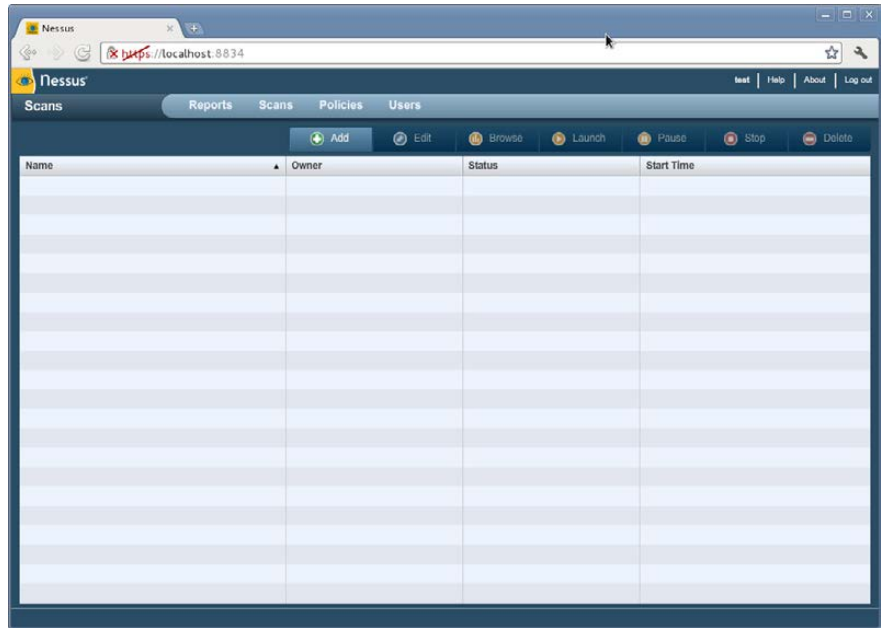 Nessus
https://localhost:8834
Nessus
test | Help | About | Log out
Scans
Reports Scans Policies Users
Add Edit Browse Launch Pause Stop Delete
Name Owner Status Start Time